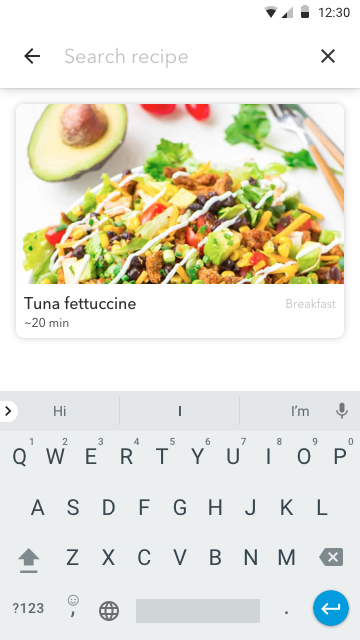 12:30
Search recipe
Tuna fettuccine
Breakfast
~20 min
Hi
I
I'm
1 2 3 4 5 6 7 8 9 0
Q W E R T Y U I O P
A S D F G H J K L
Z X C V B N M
?123 , .